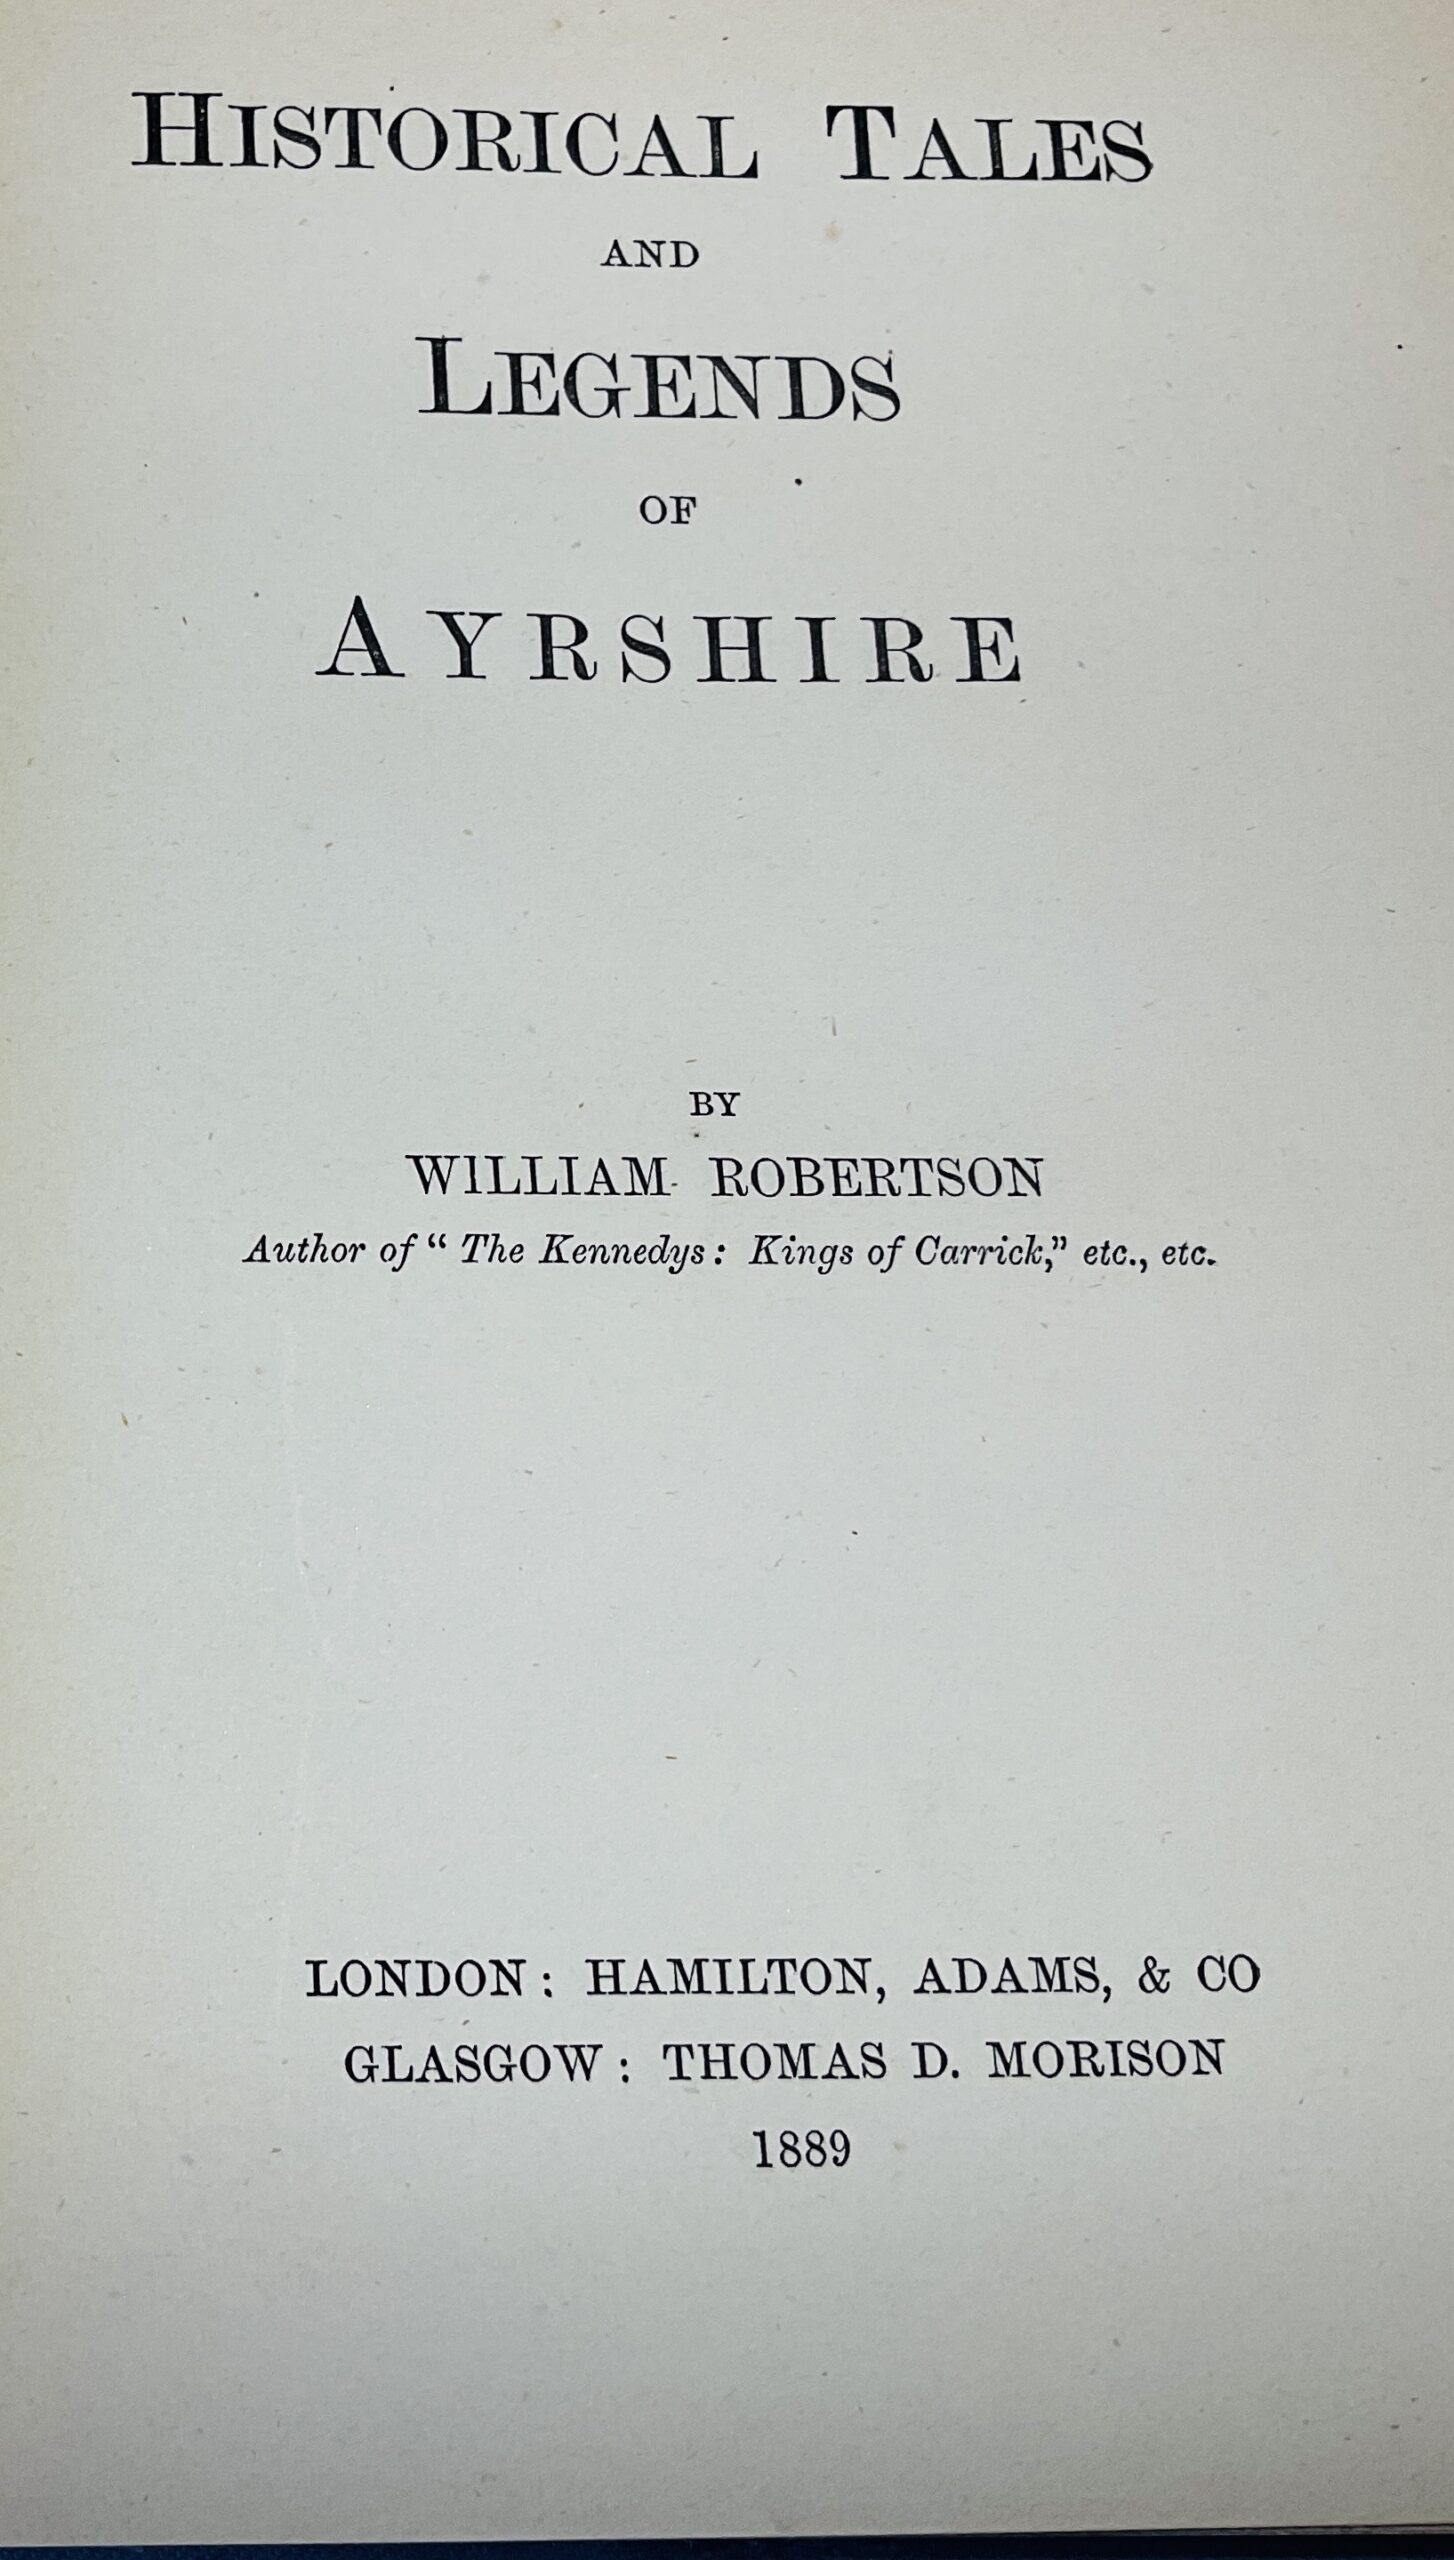 HISTORICAL TALES
AND
LEGENDS
OF
AYRSHIRE
BY
WILLIAM ROBERTSON
Author of “ The Kennedys : Kings of Carrick,” etc., etc.
LONDON : HAMILTON, ADAMS, & CO
GLASGOW : THOMAS D. MORISON
1889